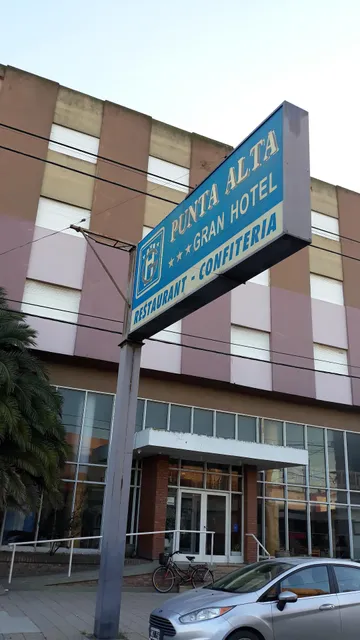 PUNTA ALTA
★★★ GRAN HOTEL
RESTAURANT - CONFITERIA
H